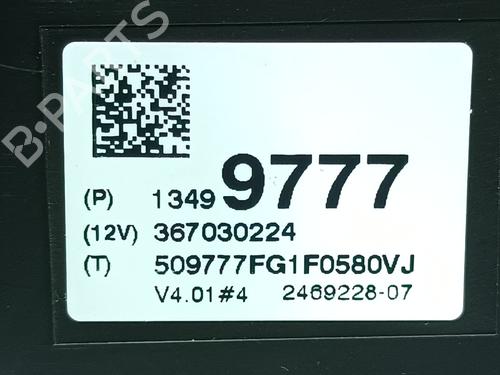 B-PARTS
(P) 1349 9777
(12V) 367030224
(T) 509777FG1F0580VJ
V4.01#4 2469228-07